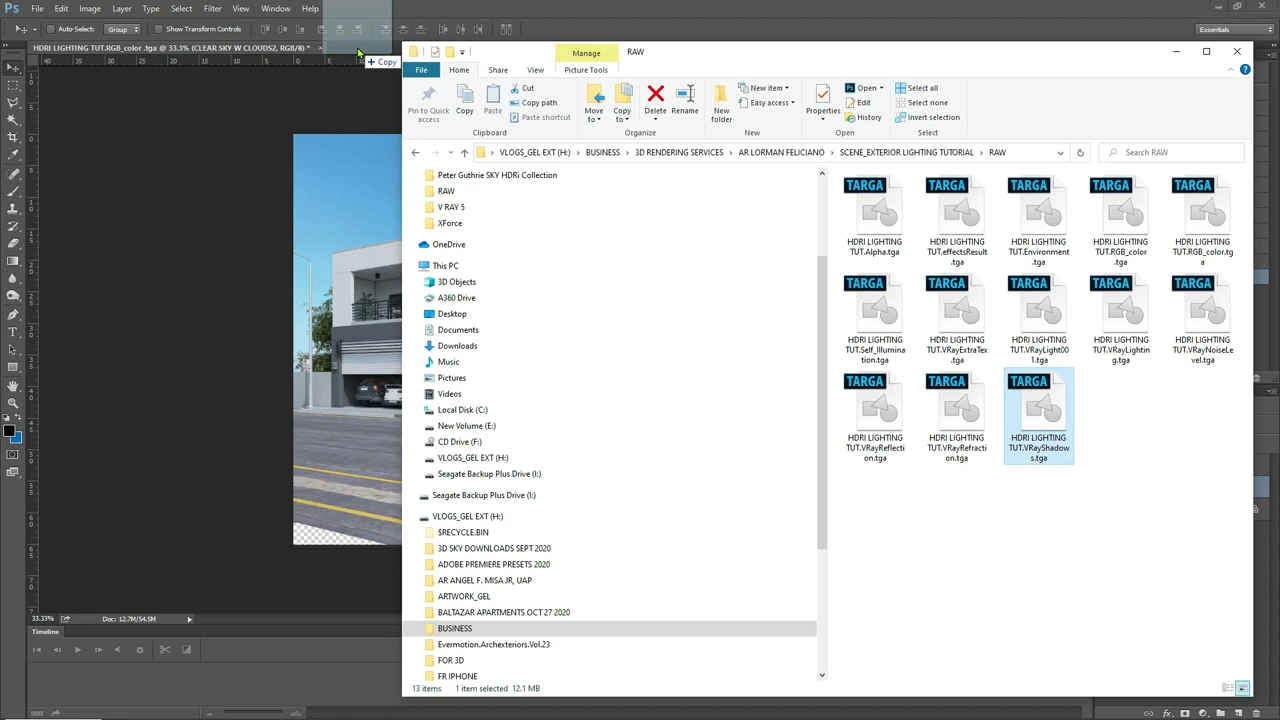 File Edit Image Layer Type Select Filter View Window Help
Auto-Select: Group Show Transform Controls Essentials
HDRI LIGHTING TUT.RGB_color .tga @ 33.3% (CLEAR SKY W CLOUDS2, RGB/8) *
Copy
Manage RAW
File Home Share View Picture Tools
Pin to Quick access
Copy
Paste
Cut
Copy path
Paste shortcut
Clipboard
Move to
Copy to
Delete
Rename
Organize
New folder
New item
Easy access
New
Properties
Open
Edit
History
Open
Select all
Select none
Invert selection
Select
VLOGS_GEL EXT (H:) BUSINESS 3D RENDERING SERVICES AR LORMAN FELICIANO SCENE_EXTERIOR LIGHTING TUTORIAL RAW
Search RAW
Peter Guthrie SKY HDRi Collection
RAW
V RAY 5
XForce
OneDrive
This PC
3D Objects
A360 Drive
Desktop
Documents
Downloads
Music
Pictures
Videos
Local Disk (C:)
New Volume (E:)
CD Drive (F:)
VLOGS_GEL EXT (H:)
Seagate Backup Plus Drive (I:)
Seagate Backup Plus Drive (I:)
VLOGS_GEL EXT (H:)
$RECYCLE.BIN
3D SKY DOWNLOADS SEPT 2020
ADOBE PREMIERE PRESETS 2020
AR ANGEL F. MISA JR, UAP
ARTWORK_GEL
BALTAZAR APARTMENTS OCT 27 2020
BUSINESS
Evermotion.Archexteriors.Vol.23
FOR 3D
FR IPHONE
TARGA TARGA TARGA TARGA TARGA
HDRI LIGHTING TUT.Alpha.tga
HDRI LIGHTING TUT.effectsResult.tga
HDRI LIGHTING TUT.Environment.tga
HDRI LIGHTING TUT.RGB_color .tga
HDRI LIGHTING TUT.RGB_color.tga
TARGA TARGA TARGA TARGA TARGA
HDRI LIGHTING TUT.Self_Illumination.tga
HDRI LIGHTING TUT.VRayExtraTex.tga
HDRI LIGHTING TUT.VRayLight001.tga
HDRI LIGHTING TUT.VRayLighting.tga
HDRI LIGHTING TUT.VRayNoiseLevel.tga
TARGA TARGA TARGA
HDRI LIGHTING TUT.VRayReflection.tga
HDRI LIGHTING TUT.VRayRefraction.tga
HDRI LIGHTING TUT.VRayShadows.tga
13 items 1 item selected 12.1 MB
33.33% Doc: 12.7M/54.5M
Timeline